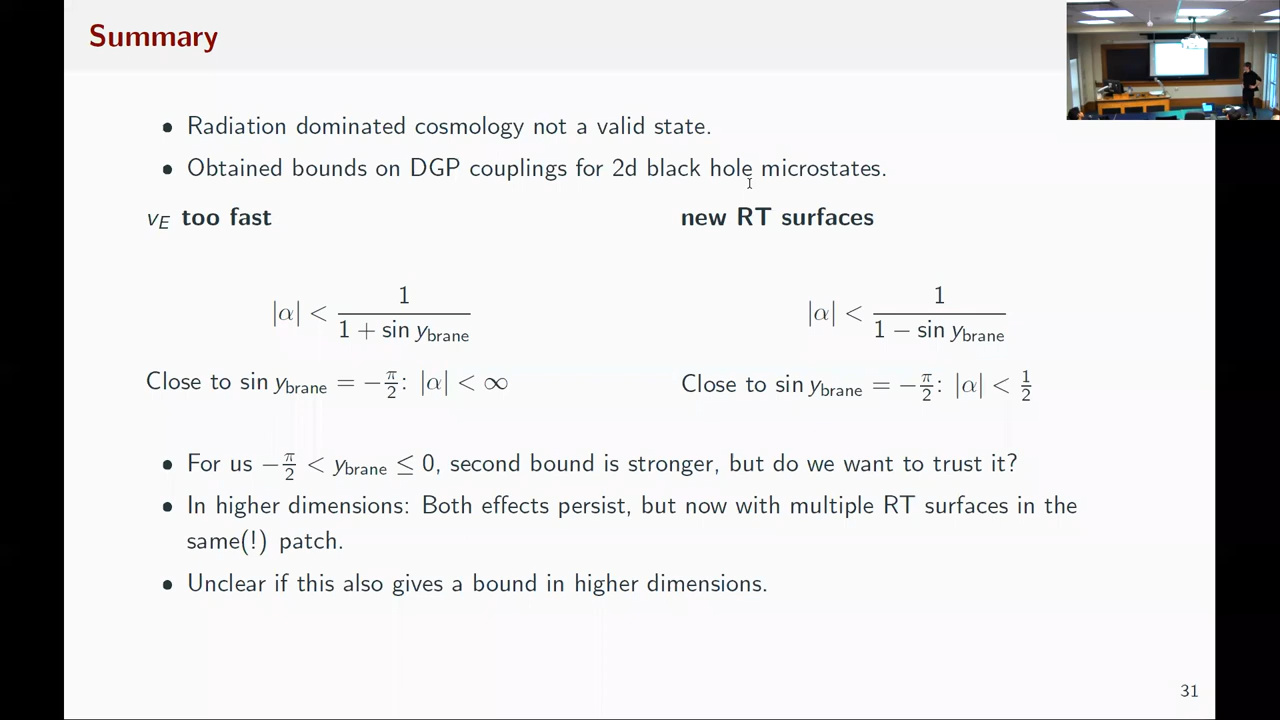 Summary
• Radiation dominated cosmology not a valid state.
• Obtained bounds on DGP couplings for 2d black hole microstates.
v_E too fast
new RT surfaces
|α| < 1 / (1 + sin y_brane)
|α| < 1 / (1 − sin y_brane)
Close to sin y_brane = −π/2: |α| < ∞
Close to sin y_brane = −π/2: |α| < 1/2
• For us −π/2 < y_brane ≤ 0, second bound is stronger, but do we want to trust it?
• In higher dimensions: Both effects persist, but now with multiple RT surfaces in the
same(!) patch.
• Unclear if this also gives a bound in higher dimensions.
31